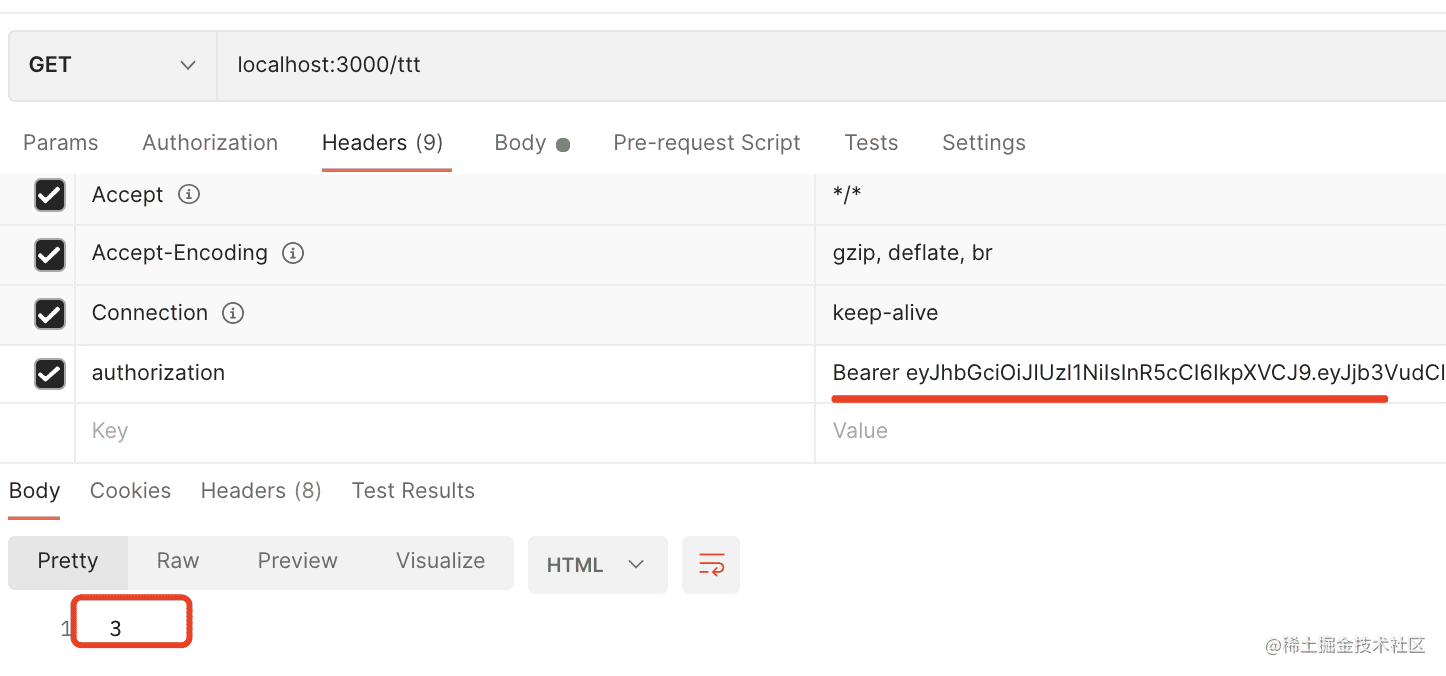 GET localhost:3000/ttt
Params Authorization Headers (9) Body Pre-request Script Tests Settings
Accept */*
Accept-Encoding gzip, deflate, br
Connection keep-alive
authorization Bearer eyJhbGciOiJIUzI1NiIsInR5cCI6IkpXVCJ9.eyJjb3VudCI
Key Value
Body Cookies Headers (8) Test Results
Pretty Raw Preview Visualize HTML
1 3
@稀土掘金技术社区